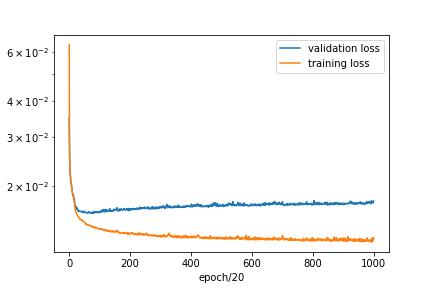 6 × 10⁻²
4 × 10⁻²
3 × 10⁻²
2 × 10⁻²
validation loss
training loss
0 200 400 600 800 1000
epoch/20